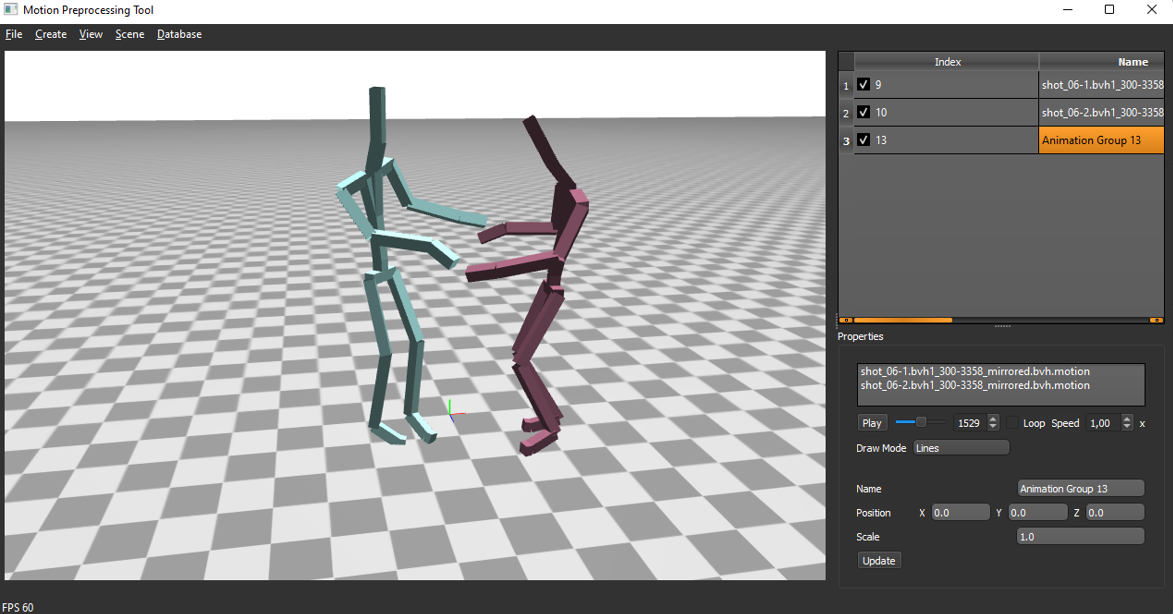 Motion Preprocessing Tool
File Create View Scene Database
Index Name
1 9 shot_06-1.bvh1_300-3358
2 10 shot_06-2.bvh1_300-3358
3 13 Animation Group 13
Properties
shot_06-1.bvh1_300-3358_mirrored.bvh.motion
shot_06-2.bvh1_300-3358_mirrored.bvh.motion
Play 1529 Loop Speed 1,00 x
Draw Mode Lines
Name Animation Group 13
Position X 0.0 Y 0.0 Z 0.0
Scale 1.0
Update
FPS 60